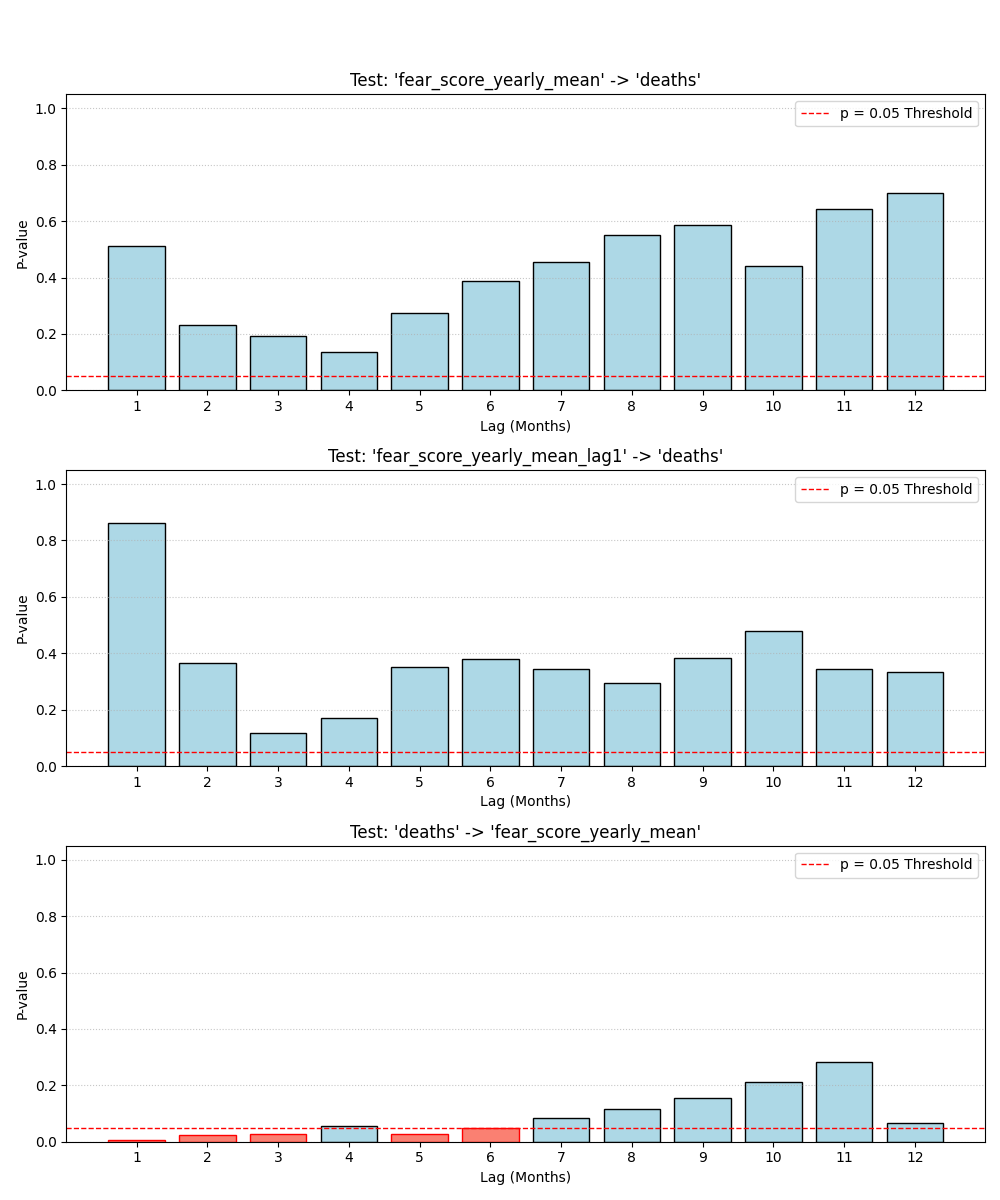 Test: 'fear_score_yearly_mean' -> 'deaths'
1.0
0.8
0.6
0.4
0.2
0.0
P-value
p = 0.05 Threshold
1 2 3 4 5 6 7 8 9 10 11 12
Lag (Months)
Test: 'fear_score_yearly_mean_lag1' -> 'deaths'
1.0
0.8
0.6
0.4
0.2
0.0
P-value
p = 0.05 Threshold
1 2 3 4 5 6 7 8 9 10 11 12
Lag (Months)
Test: 'deaths' -> 'fear_score_yearly_mean'
1.0
0.8
0.6
0.4
0.2
0.0
P-value
p = 0.05 Threshold
1 2 3 4 5 6 7 8 9 10 11 12
Lag (Months)